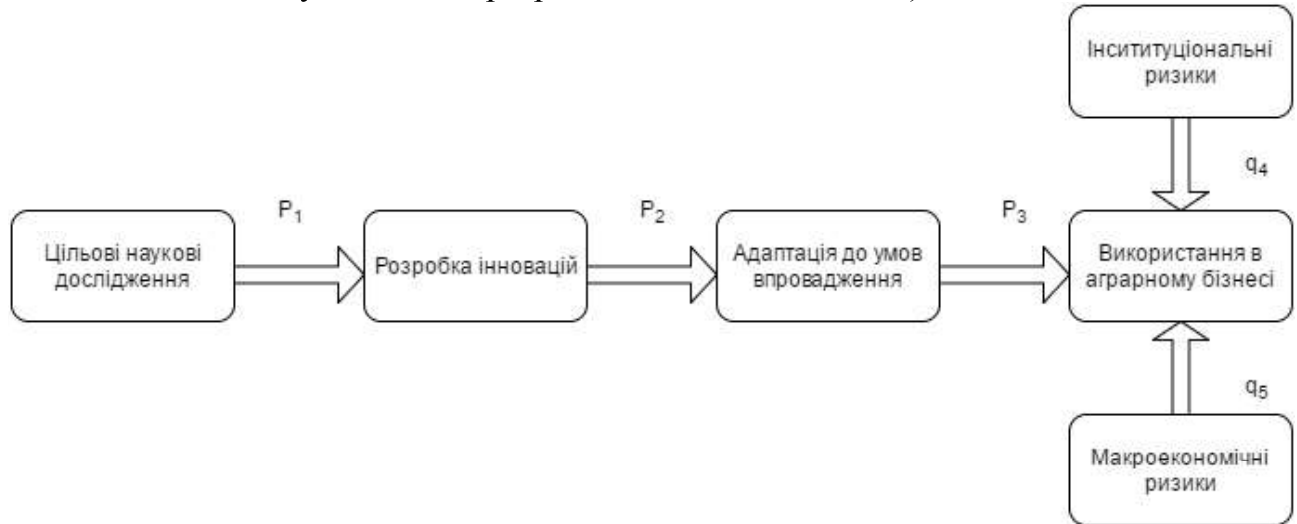 Інситituціональні
ризики
q4
P1
P2
P3
Цільові наукові
дослідження
Розробка інновацій
Адаптація до умов
впровадження
Використання в
аграрному бізнесі
q5
Макроекономічні
ризики